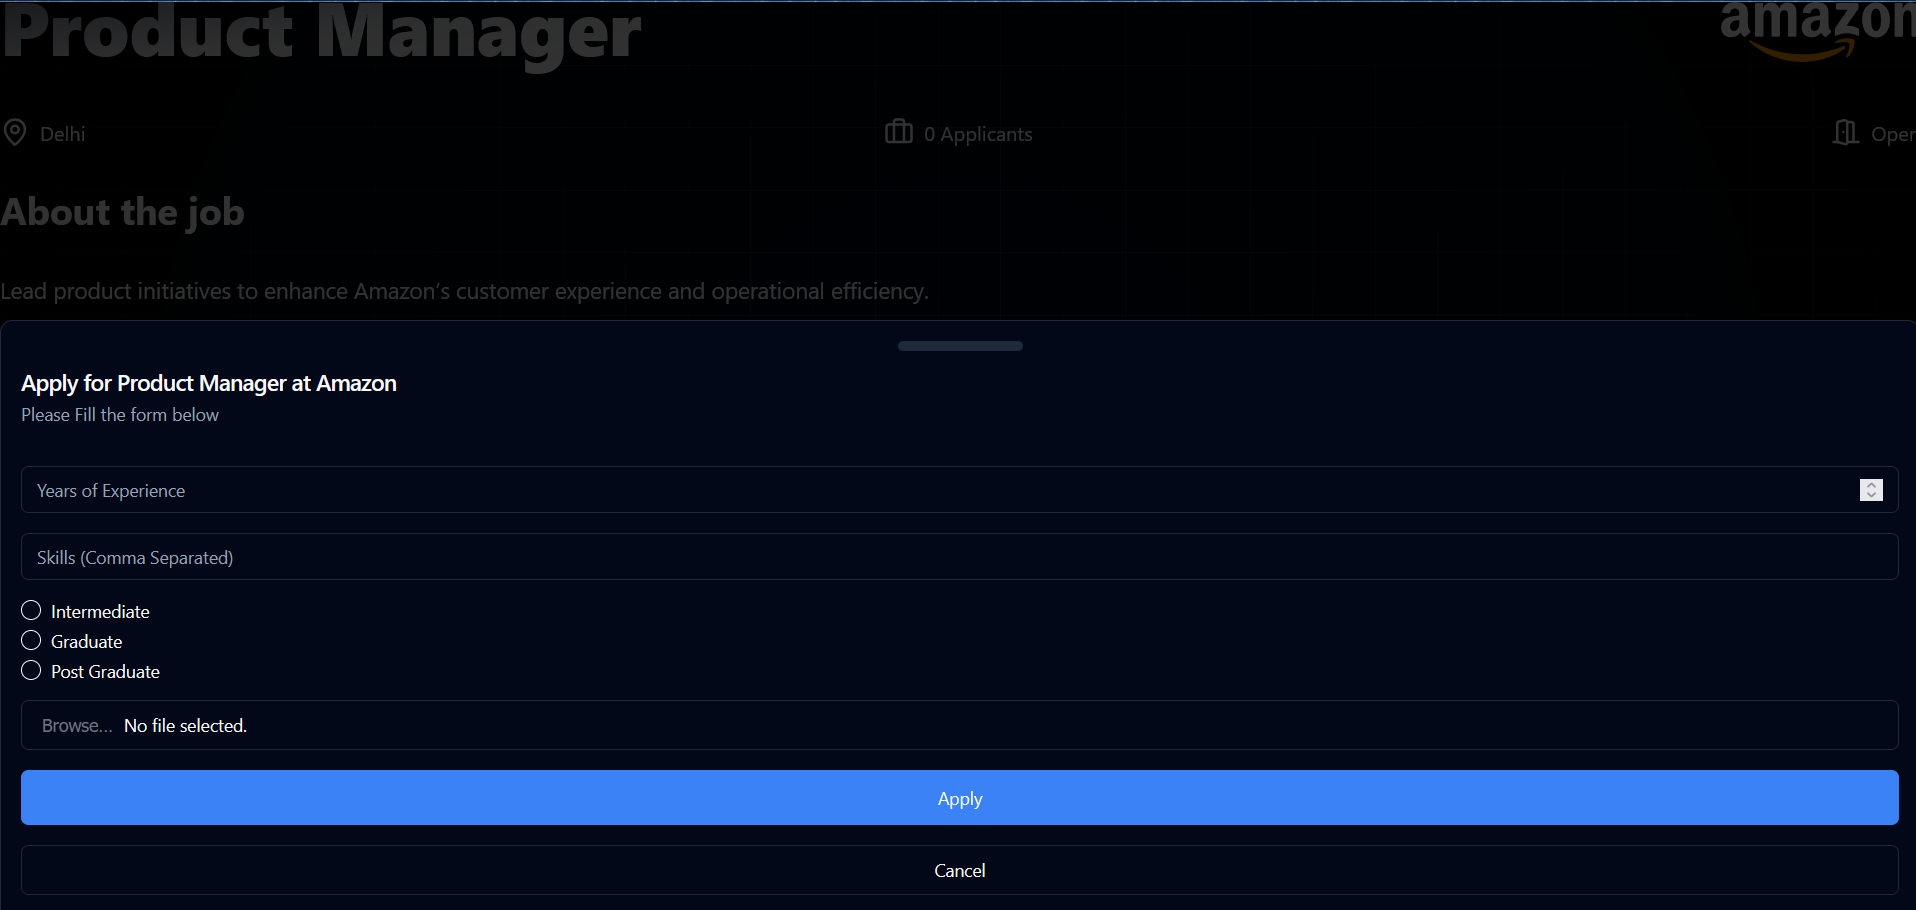 Product Manager
amazon
Delhi
0 Applicants
Oper
About the job
Lead product initiatives to enhance Amazon’s customer experience and operational efficiency.
Apply for Product Manager at Amazon
Please Fill the form below
Years of Experience
Skills (Comma Separated)
Intermediate
Graduate
Post Graduate
Browse... No file selected.
Apply
Cancel